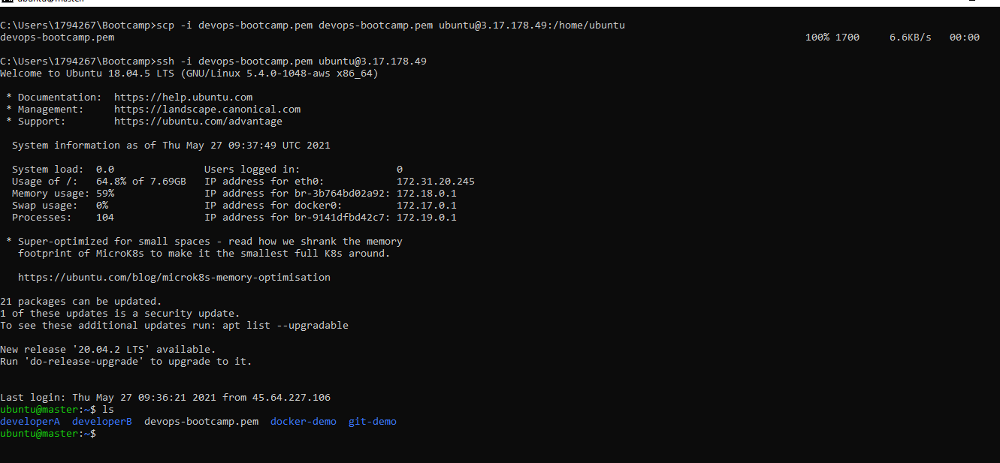 ubuntu@master
C:\Users\1794267\Bootcamp>scp -i devops-bootcamp.pem devops-bootcamp.pem ubuntu@3.17.178.49:/home/ubuntu
devops-bootcamp.pem 100% 1700 6.6KB/s 00:00
C:\Users\1794267\Bootcamp>ssh -i devops-bootcamp.pem ubuntu@3.17.178.49
Welcome to Ubuntu 18.04.5 LTS (GNU/Linux 5.4.0-1048-aws x86_64)
* Documentation: https://help.ubuntu.com
* Management: https://landscape.canonical.com
* Support: https://ubuntu.com/advantage
System information as of Thu May 27 09:37:49 UTC 2021
System load: 0.0 Users logged in: 0
Usage of /: 64.8% of 7.69GB IP address for eth0: 172.31.20.245
Memory usage: 59% IP address for br-3b764bd02a92: 172.18.0.1
Swap usage: 0% IP address for docker0: 172.17.0.1
Processes: 104 IP address for br-9141dfbd42c7: 172.19.0.1
* Super-optimized for small spaces - read how we shrank the memory
footprint of MicroK8s to make it the smallest full K8s around.
https://ubuntu.com/blog/microk8s-memory-optimisation
21 packages can be updated.
1 of these updates is a security update.
To see these additional updates run: apt list --upgradable
New release '20.04.2 LTS' available.
Run 'do-release-upgrade' to upgrade to it.
Last login: Thu May 27 09:36:21 2021 from 45.64.227.106
ubuntu@master:~$ ls
developerA developerB devops-bootcamp.pem docker-demo git-demo
ubuntu@master:~$